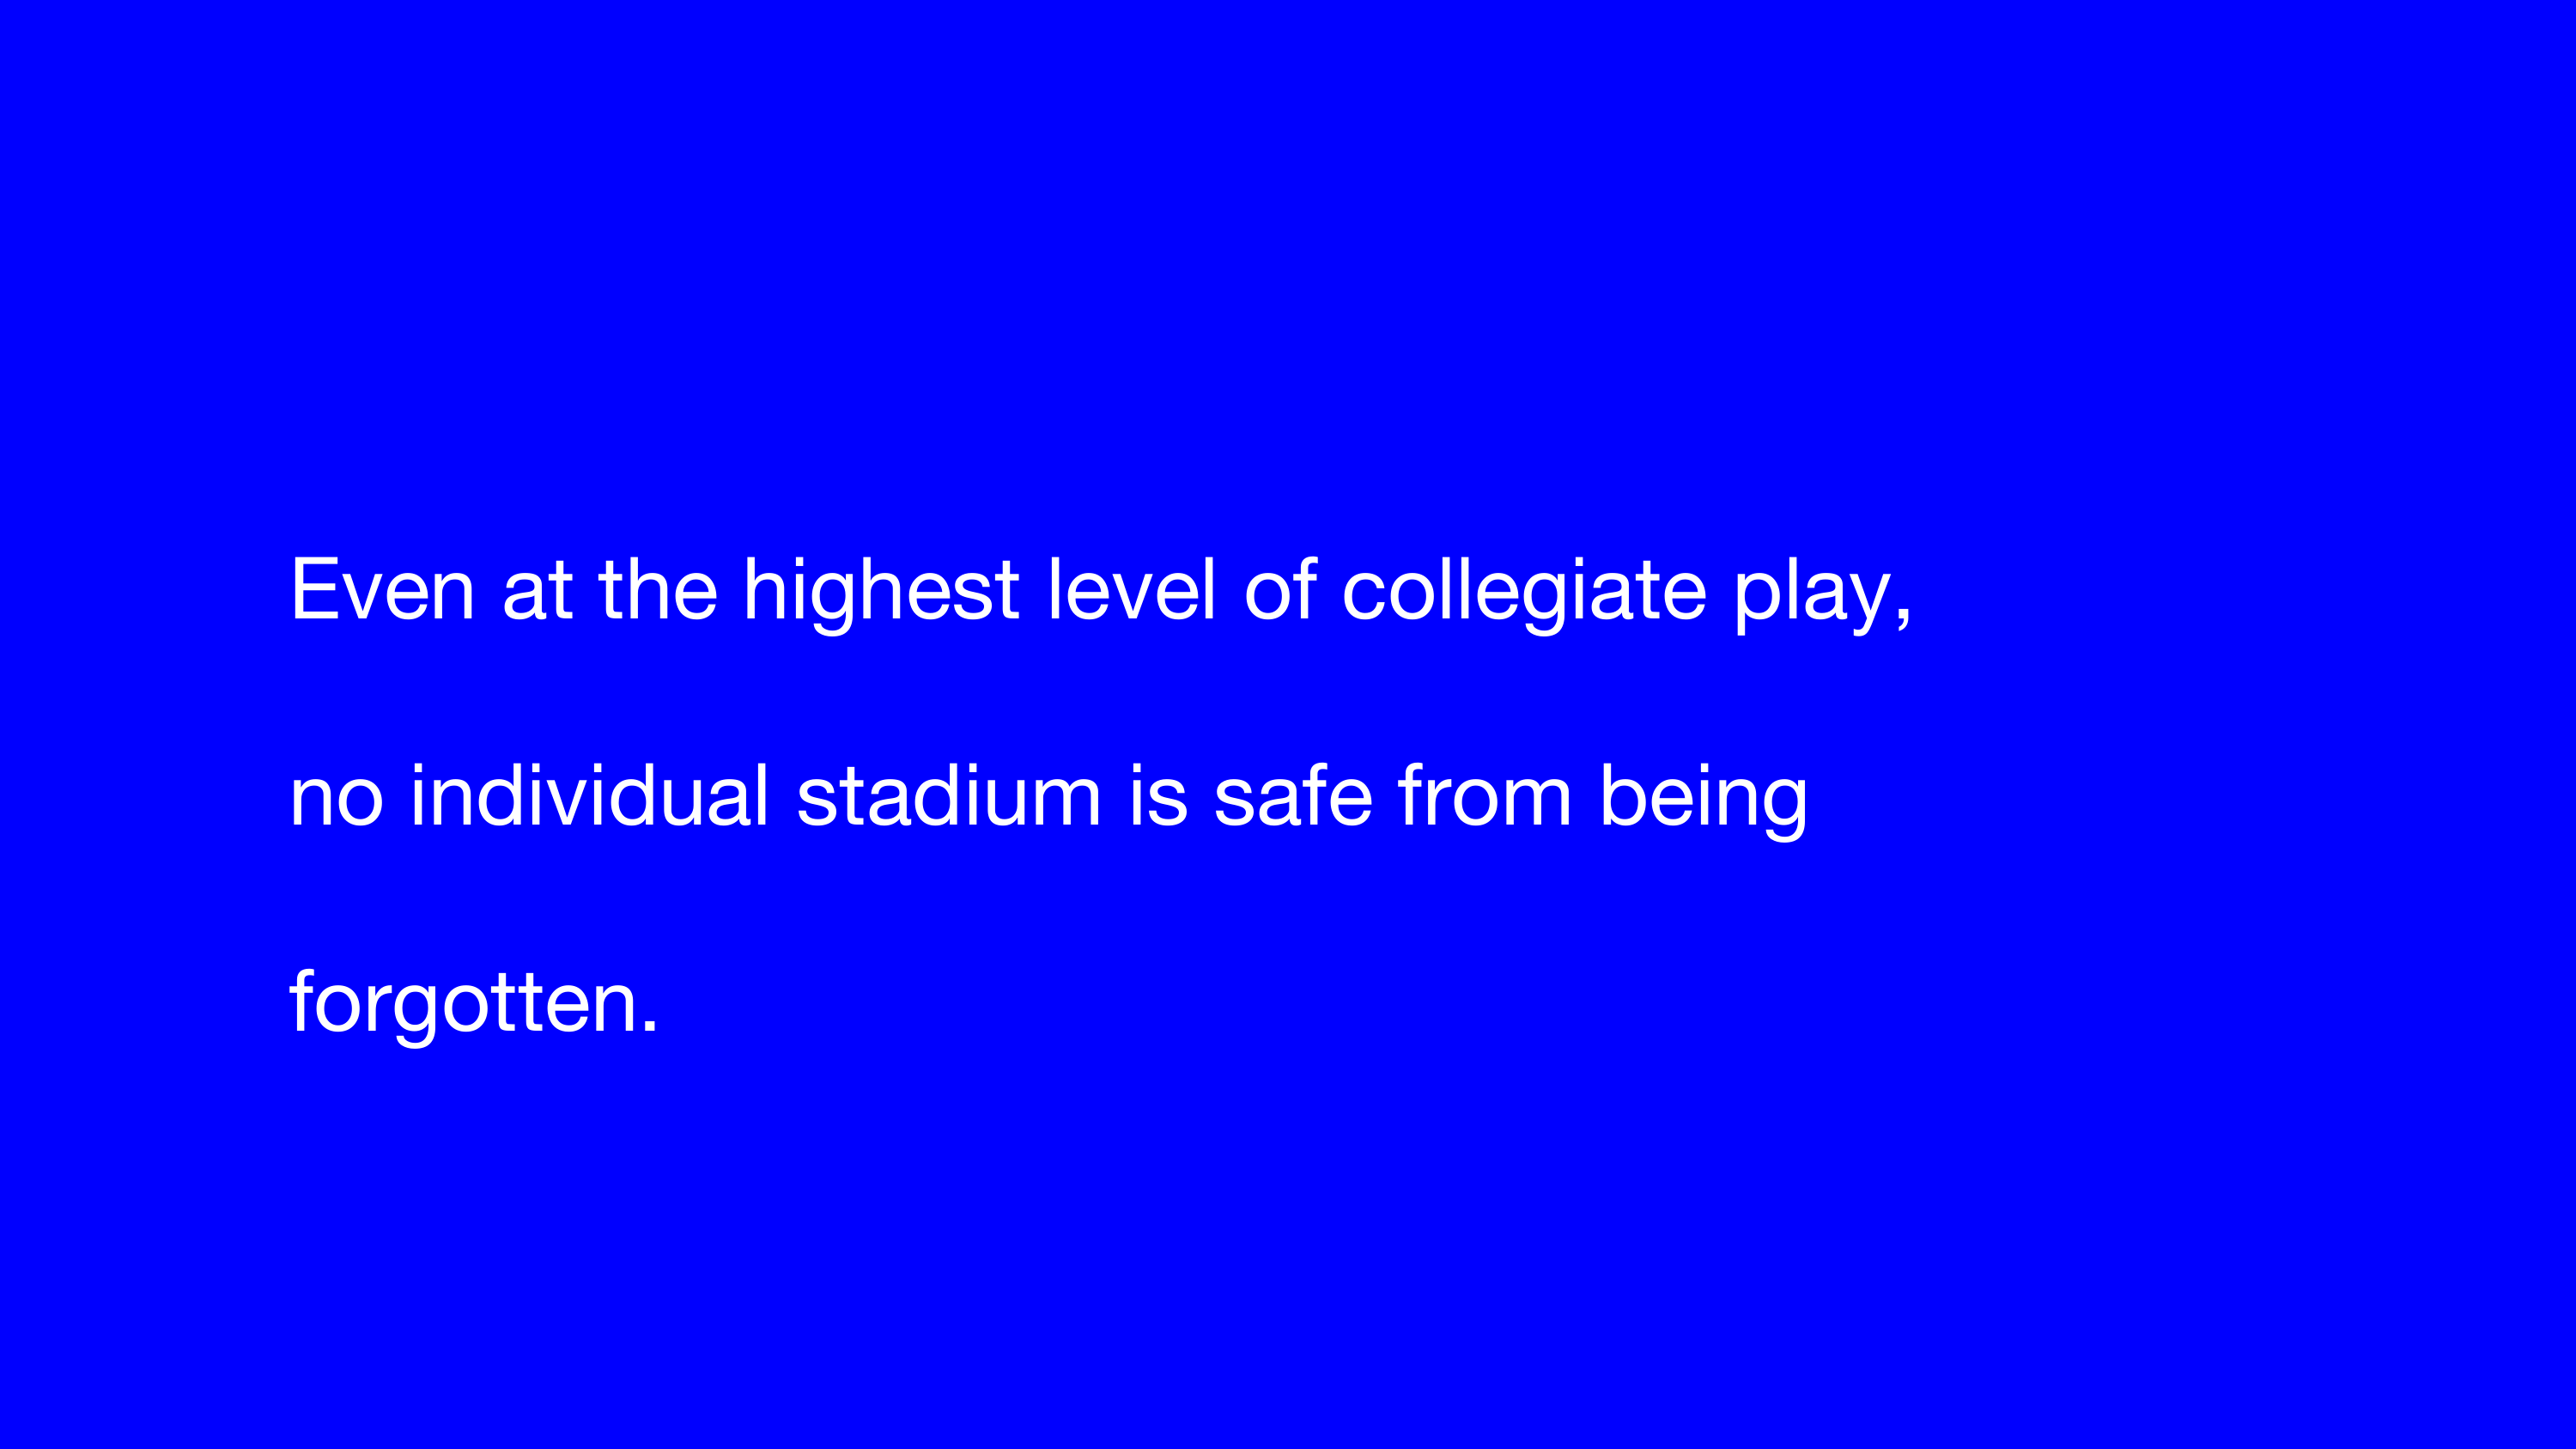 Even at the highest level of collegiate play,
no individual stadium is safe from being
forgotten.